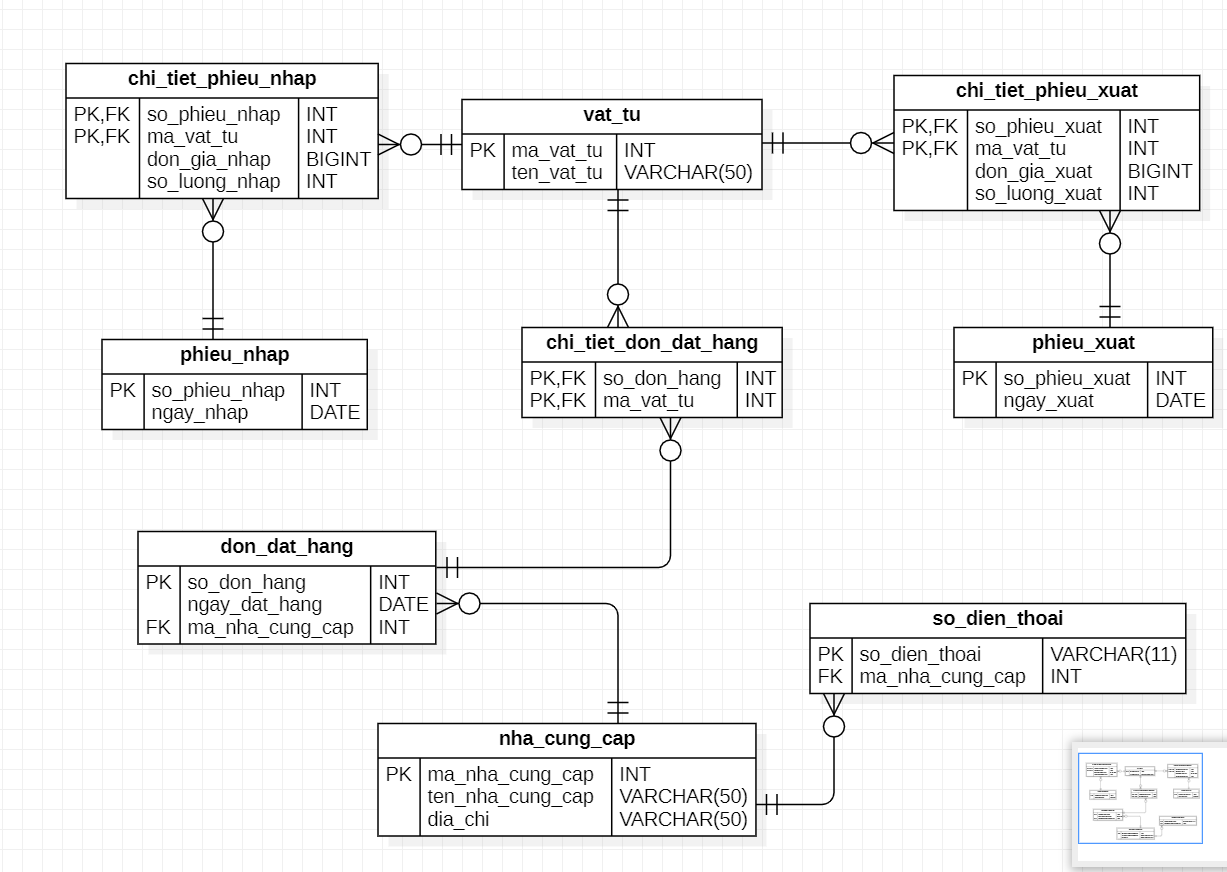 chi_tiet_phieu_nhap
PK,FK so_phieu_nhap INT
PK,FK ma_vat_tu INT
don_gia_nhap BIGINT
so_luong_nhap INT
vat_tu
PK ma_vat_tu INT
ten_vat_tu VARCHAR(50)
chi_tiet_phieu_xuat
PK,FK so_phieu_xuat INT
PK,FK ma_vat_tu INT
don_gia_xuat BIGINT
so_luong_xuat INT
phieu_nhap
PK so_phieu_nhap INT
ngay_nhap DATE
chi_tiet_don_dat_hang
PK,FK so_don_hang INT
PK,FK ma_vat_tu INT
phieu_xuat
PK so_phieu_xuat INT
ngay_xuat DATE
don_dat_hang
PK so_don_hang INT
ngay_dat_hang DATE
FK ma_nha_cung_cap INT
so_dien_thoai
PK so_dien_thoai VARCHAR(11)
FK ma_nha_cung_cap INT
nha_cung_cap
PK ma_nha_cung_cap INT
ten_nha_cung_cap VARCHAR(50)
dia_chi VARCHAR(50)